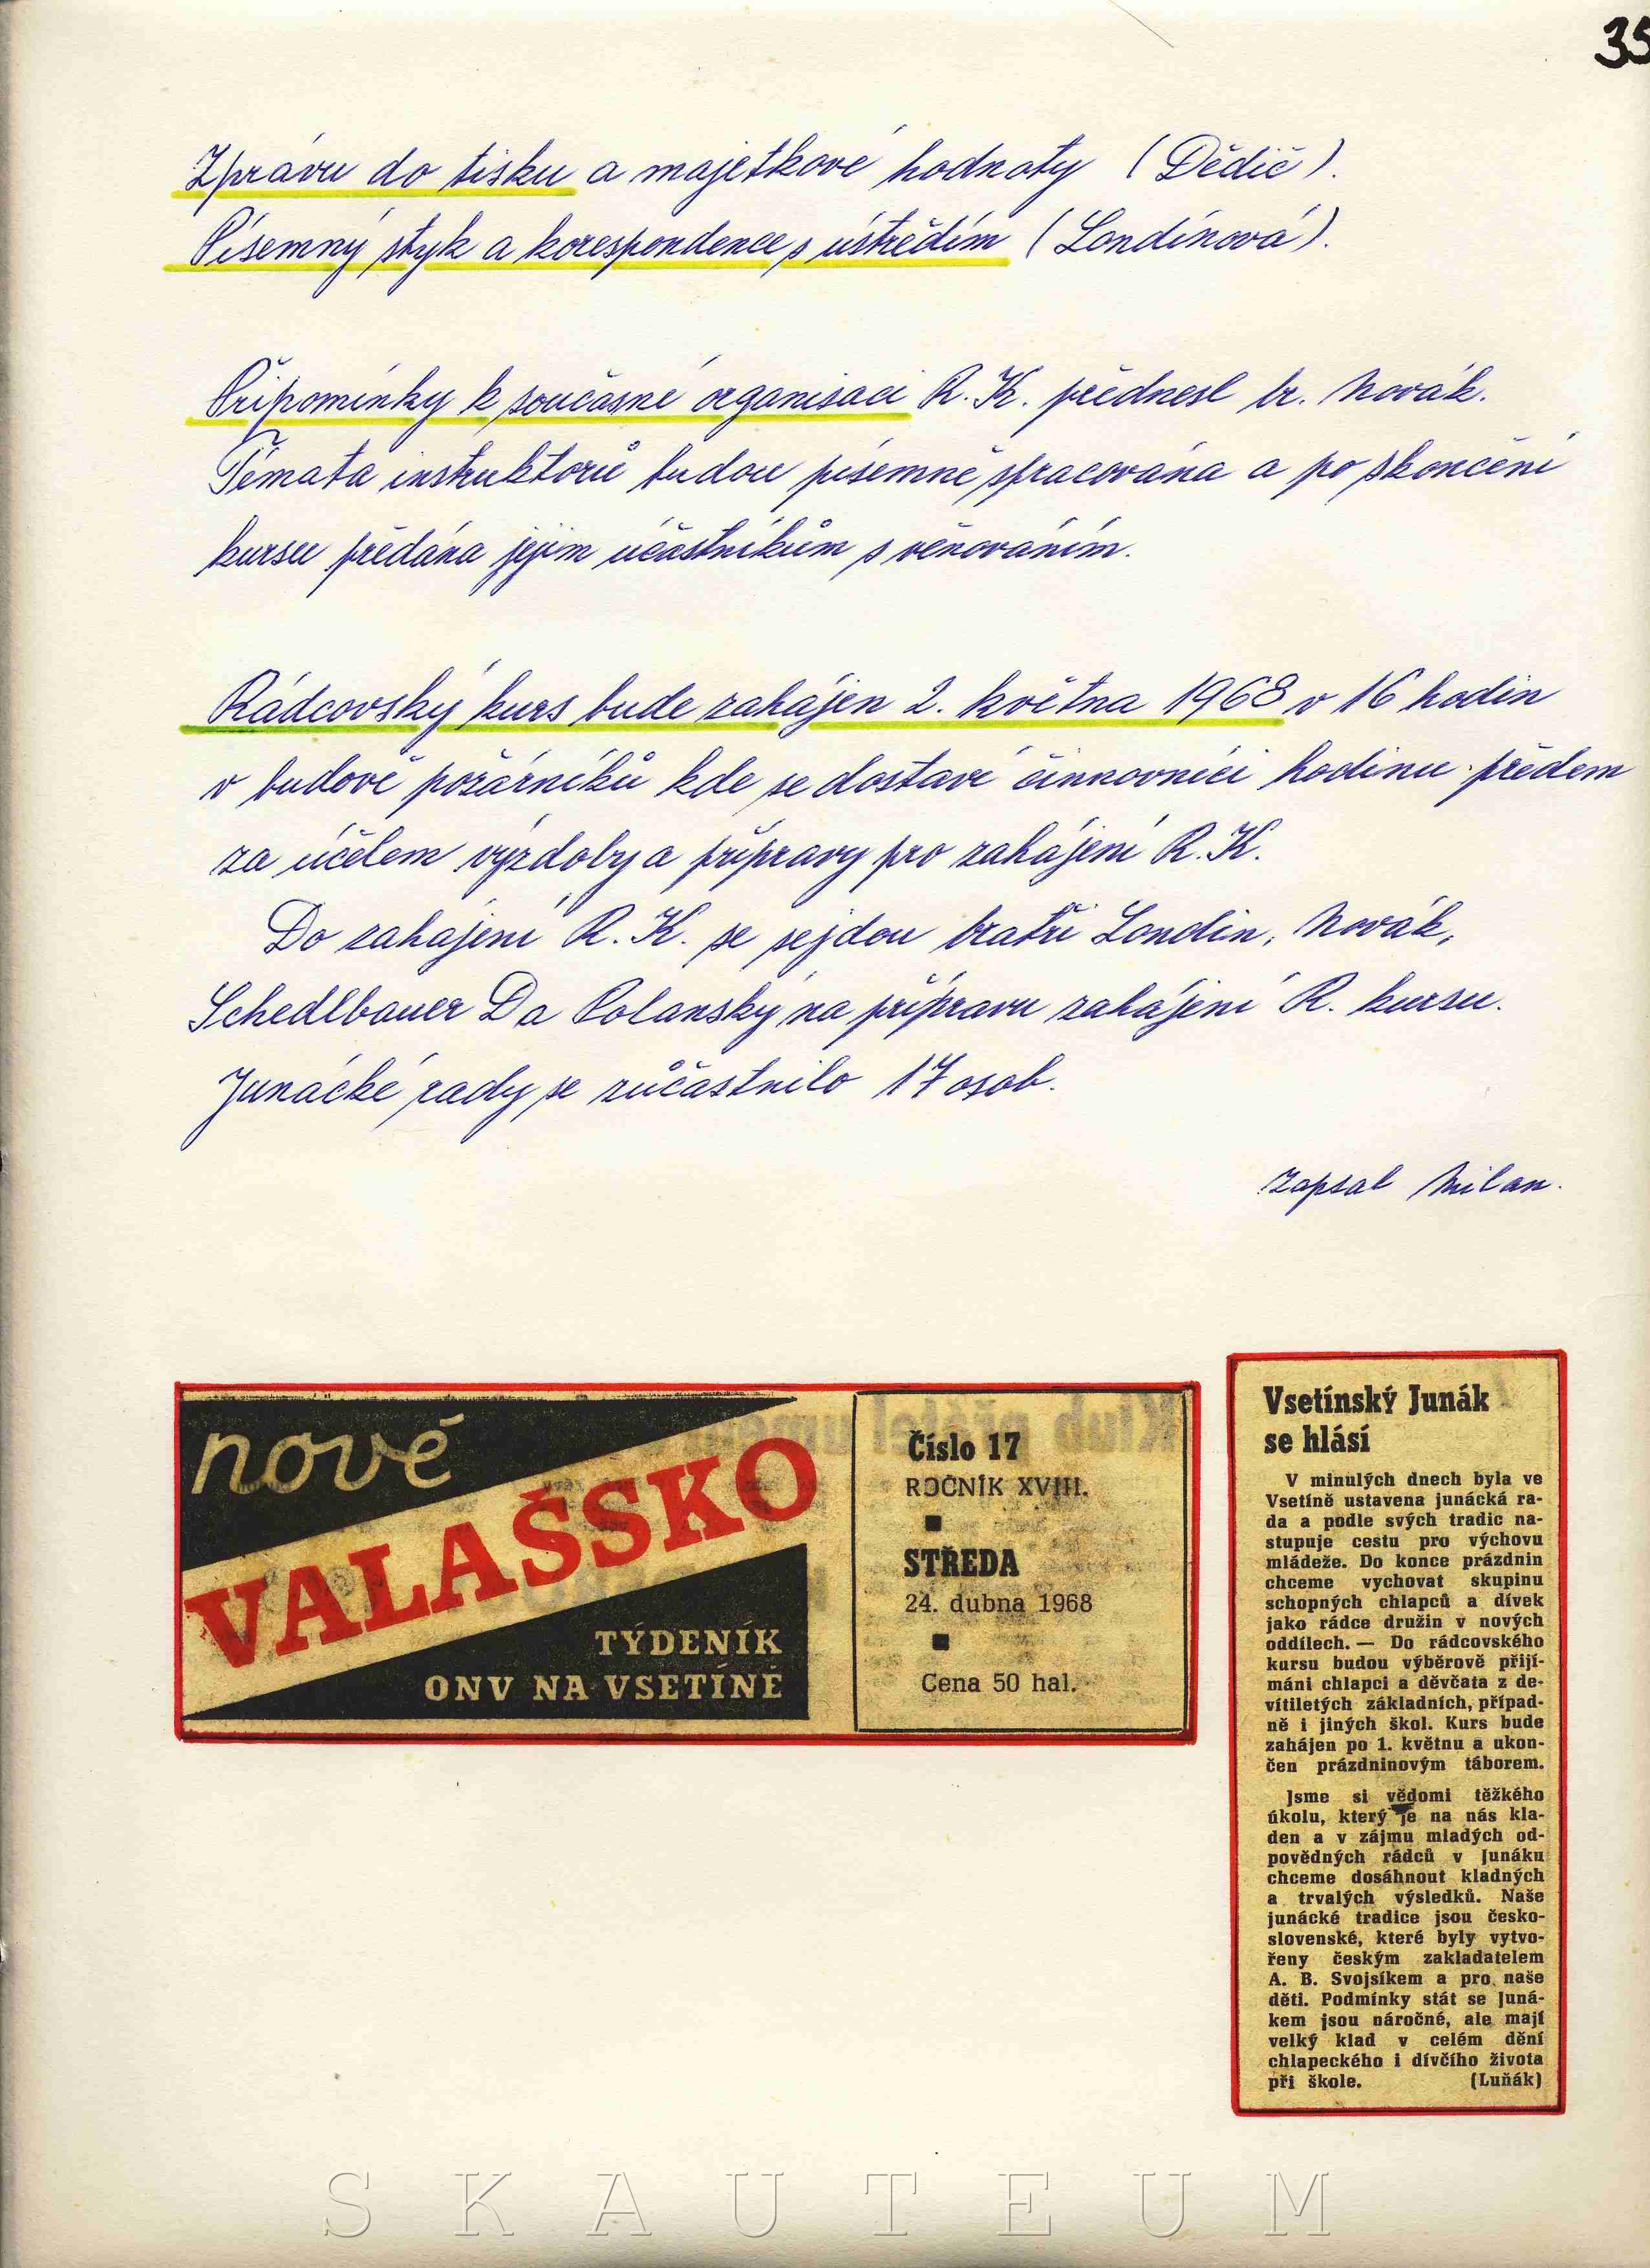 35
Zprávu do tisku a majetkové hodnoty (Dědič).
Písemný styk a korespondence s ústředím (Londínová).
Připomínky k současné organisaci R.K. přednesl br. Novák.
Témata instruktorů budou písemně spracována a po skončení
kursu předána jejím účastníkům s věnováním.
Rádcovský kurs bude zahájen 2. května 1968 v 16 hodin
v budově požárníků kde se dostaví činnovníci hodinu předem
za účelem výzdoby a přípravy pro zahájení R.K.
Do zahájení R.K. se sejdou bratři Londin, Novák,
Schedlbauer D a Polanský na přípravu zahájení R. kursu.
Junácké rady se zúčastnilo 17 osob.
Zapsal Milan.
nové
VALAŠSKO
TÝDENÍK
ONV NA VSETÍNĚ
Číslo 17
ROČNÍK XVIII.
STŘEDA
24. dubna 1968
Cena 50 hal.
Vsetínský Junák
se hlásí
V minulých dnech byla ve
Vsetíně ustavena junácká ra-
da a podle svých tradic na-
stupuje cestu pro výchovu
mládeže. Do konce prázdnin
chceme vychovat skupinu
schopných chlapců a dívek
jako rádce družin v nových
oddílech. — Do rádcovského
kursu budou výběrově přijí-
máni chlapci a děvčata z de-
vítiletých základních, případ-
ně i jiných škol. Kurs bude
zahájen po 1. květnu a ukon-
čen prázdninovým táborem.
Jsme si vědomi těžkého
úkolu, který je na nás kla-
den a v zájmu mladých od-
povědných rádců v Junáku
chceme dosáhnout kladných
a trvalých výsledků. Naše
junácké tradice jsou česko-
slovenské, které byly vytvo-
řeny českým zakladatelem
A. B. Svojsíkem a pro naše
děti. Podmínky stát se Juná-
kem jsou náročné, ale mají
velký klad v celém dění
chlapeckého i dívčího života
při škole. (Luňák)
SKAUTEUM